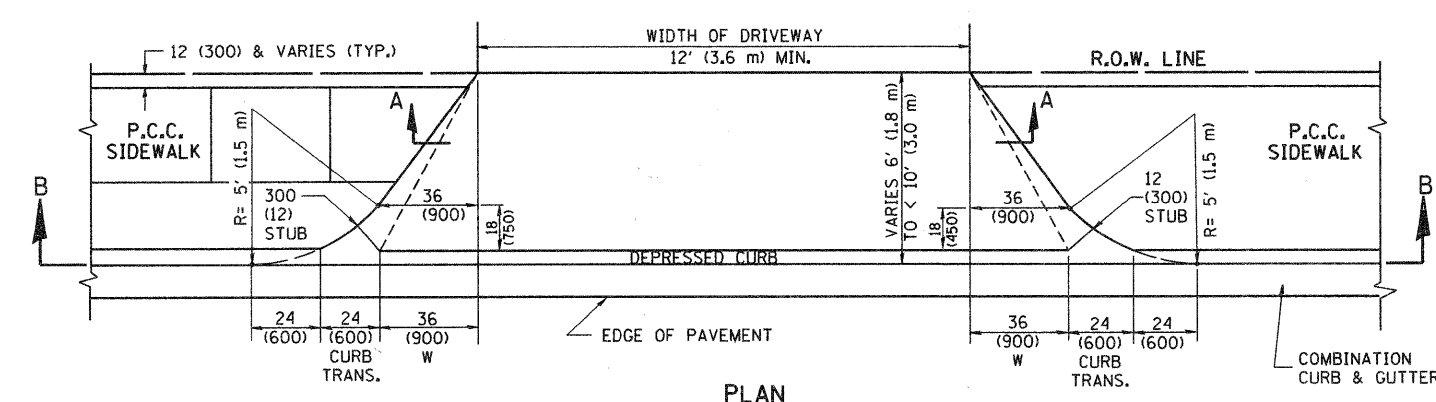 12 (300) & VARIES (TYP.)
WIDTH OF DRIVEWAY
12' (3.6 m) MIN.
R.O.W. LINE
A
A
P.C.C.
SIDEWALK
R= 5' (1.5 m)
300
(12)
STUB
36
(900)
18
(750)
VARIES 6' (1.8 m)
TO < 10' (3.0 m)
36
(900)
18
(450)
12
(300)
STUB
R= 5' (1.5 m)
P.C.C.
SIDEWALK
B
B
DEPRESSED CURB
24
(600)
24
(600)
CURB
TRANS.
36
(900)
W
EDGE OF PAVEMENT
36
(900)
W
24
(600)
CURB
TRANS.
24
(600)
COMBINATION
CURB & GUTTER
PLAN